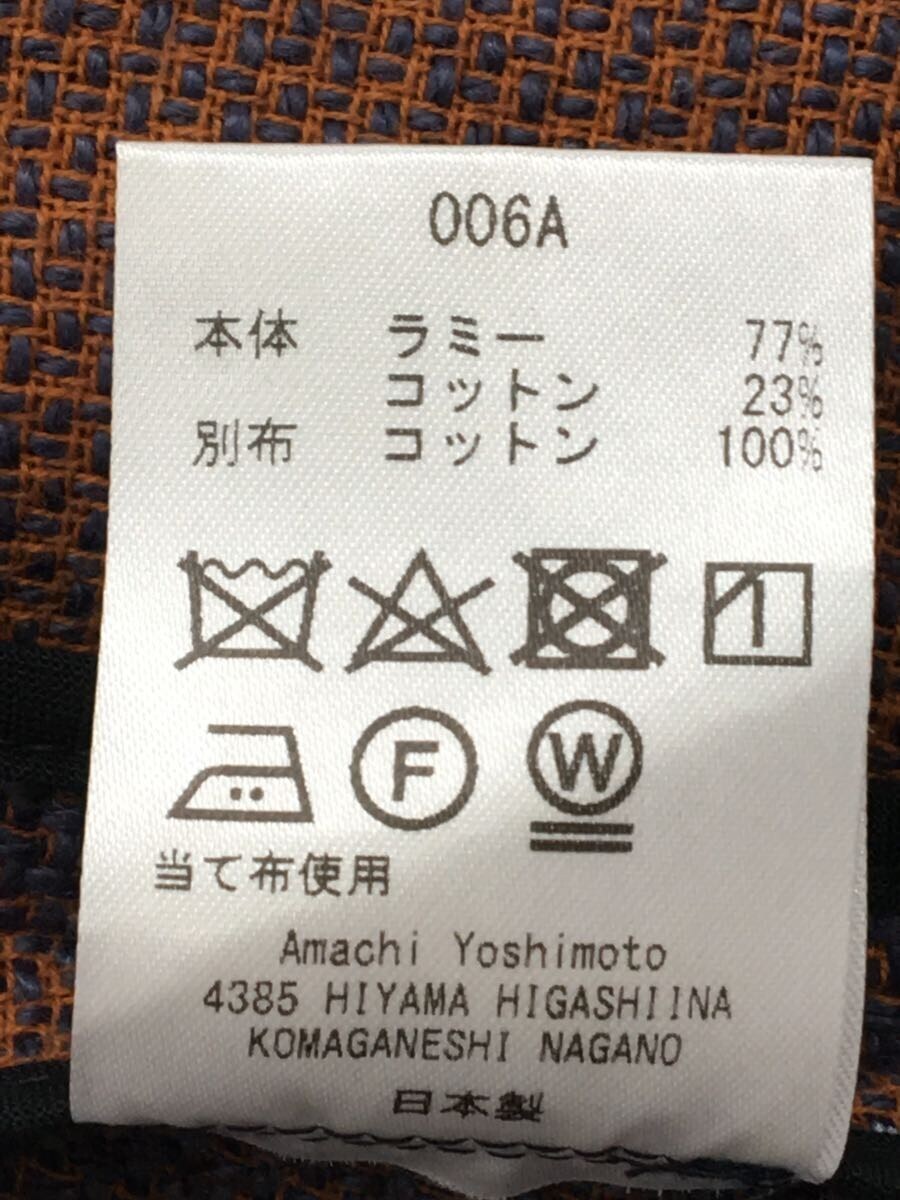 006A
本体 ラミー 77%
コットン 23%
別布 コットン 100%
F W
当て布使用
Amachi Yoshimoto
4385 HIYAMA HIGASHIINA
KOMAGANESHI NAGANO
日本製